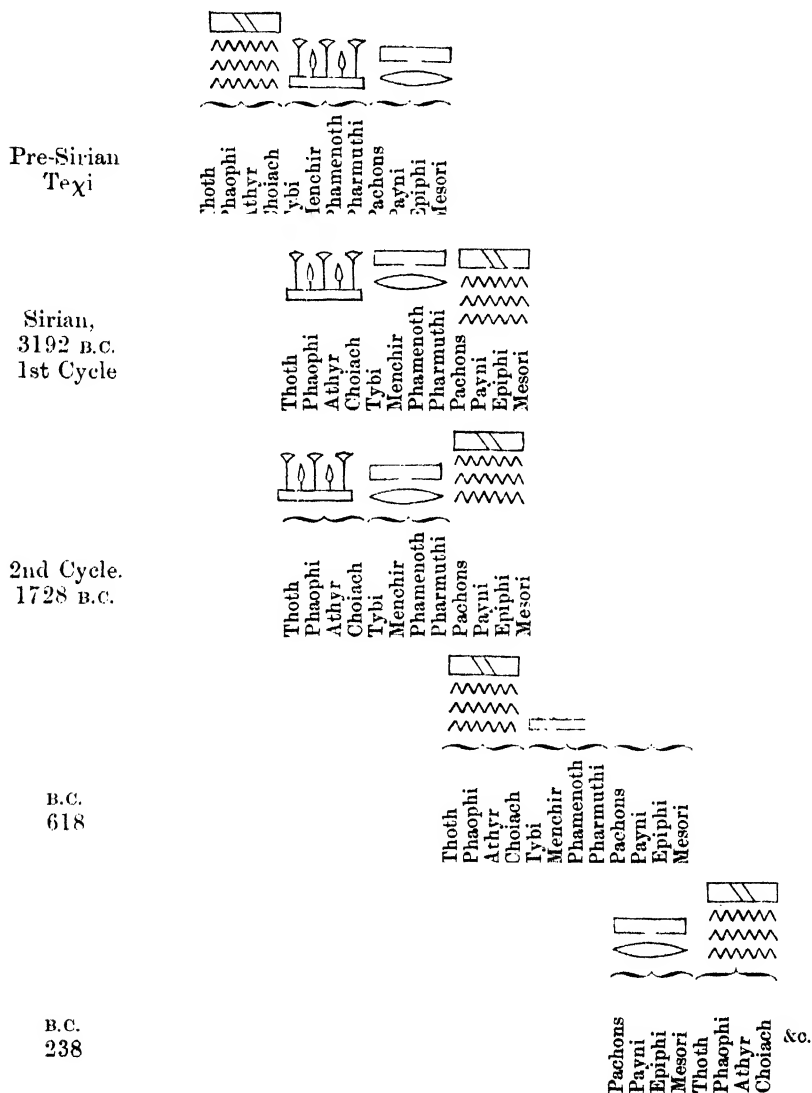 Pre-Sirian
Teχi
Thoth
Phaophi
Athyr
Choiach
Tybi
Menchir
Phamenoth
Pharmuthi
Pachons
Payni
Epiphi
Mesori
Sirian,
3192 B.C.
1st Cycle
Thoth
Phaophi
Athyr
Choiach
Tybi
Menchir
Phamenoth
Pharmuthi
Pachons
Payni
Epiphi
Mesori
2nd Cycle.
1728 B.C.
Thoth
Phaophi
Athyr
Choiach
Tybi
Menchir
Phamenoth
Pharmuthi
Pachons
Payni
Epiphi
Mesori
B.C.
618
Thoth
Phaophi
Athyr
Choiach
Tybi
Menchir
Phamenoth
Pharmuthi
Pachons
Payni
Epiphi
Mesori
B.C.
238
Pachons
Payni
Epiphi
Mesori
Thoth
Phaophi
Athyr
Choiach
&c.